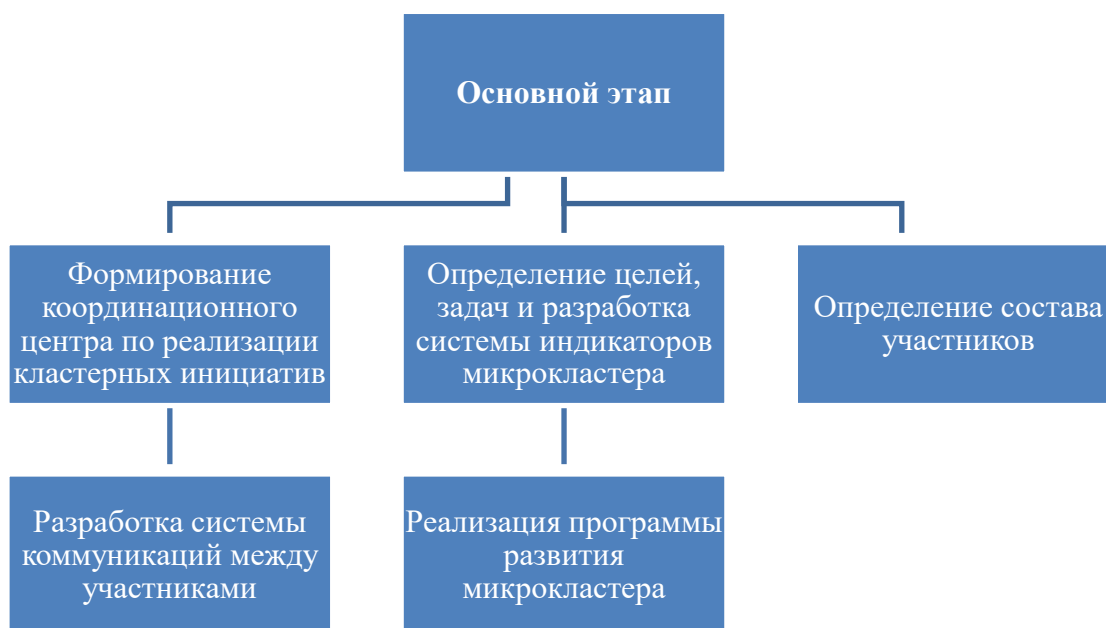 Основной этап
Формирование
координационного
центра по реализации
кластерных инициатив
Определение целей,
задач и разработка
системы индикаторов
микрокластера
Определение состава
участников
Разработка системы
коммуникаций между
участниками
Реализация программы
развития
микрокластера